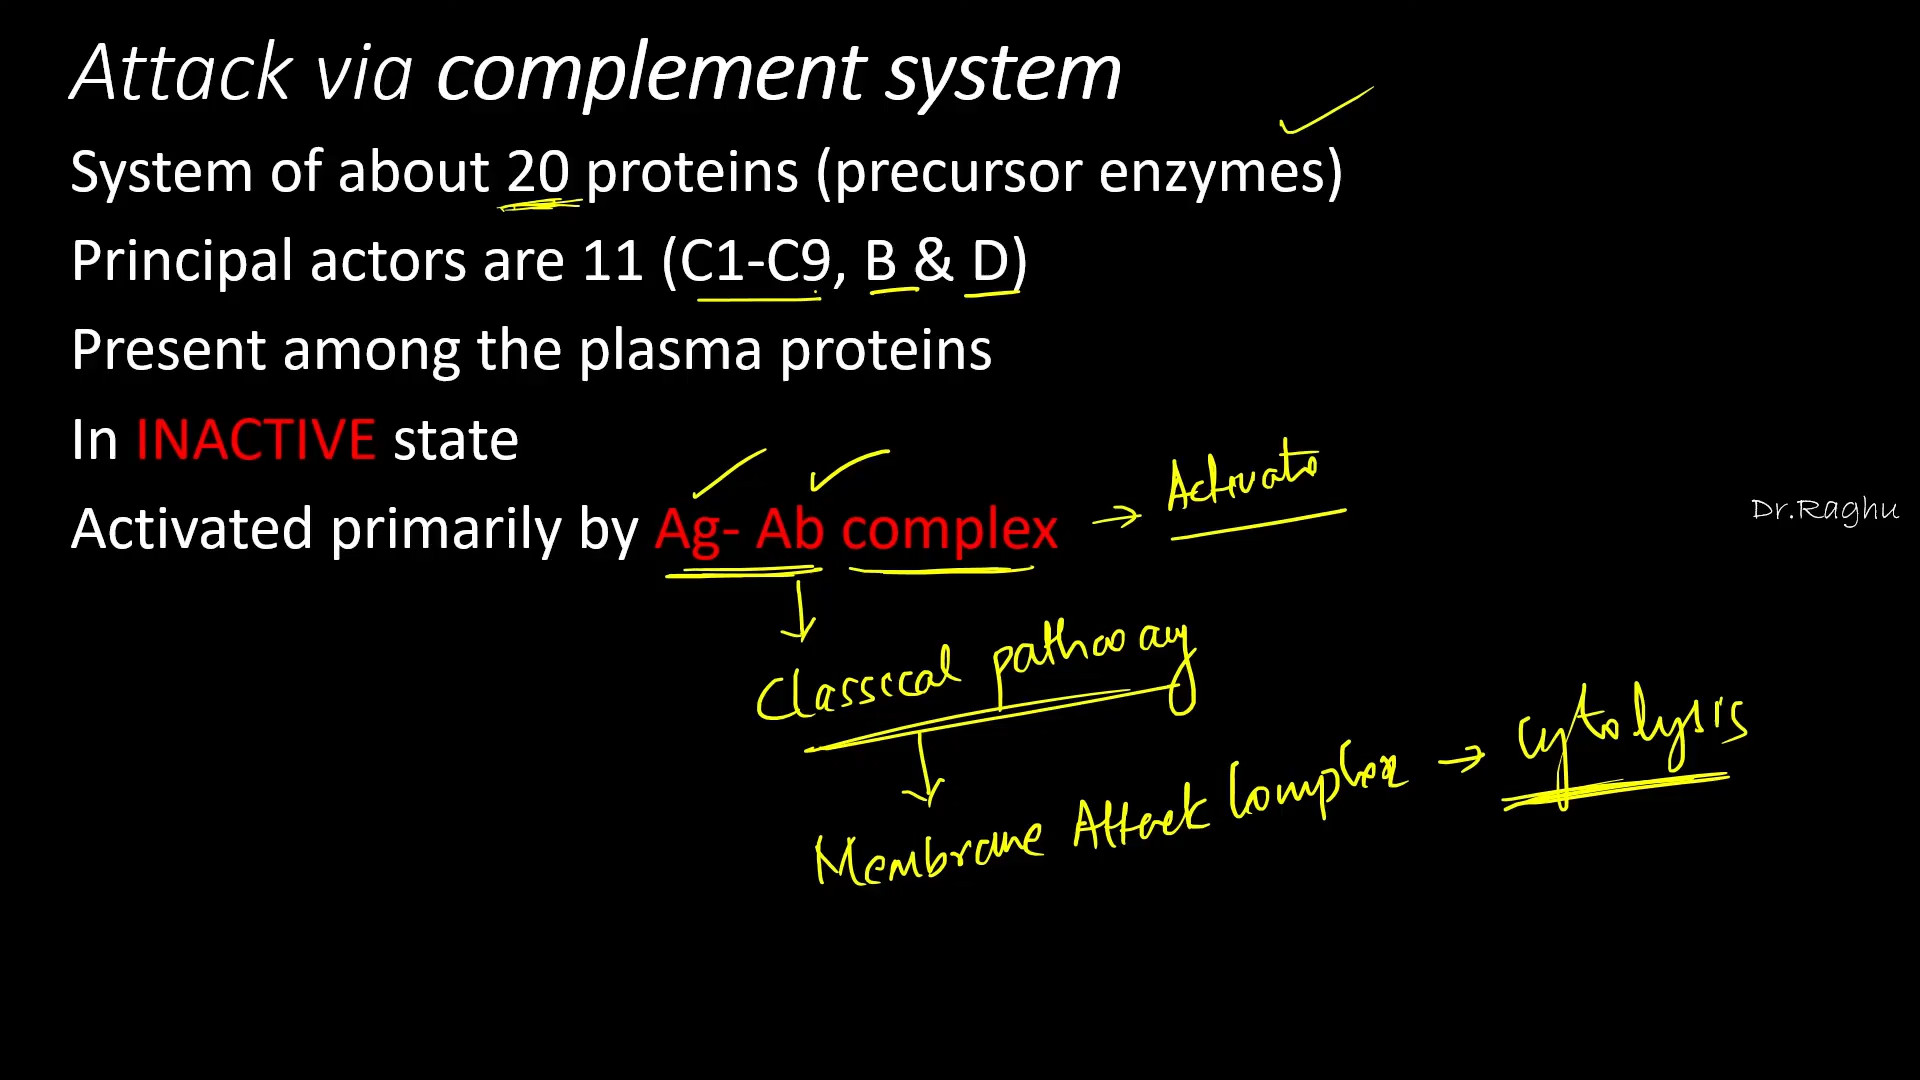 Attack via complement system
System of about 20 proteins (precursor enzymes)
Principal actors are 11 (C1-C9, B & D)
Present among the plasma proteins
In INACTIVE state
Activated primarily by Ag- Ab complex → Activate
Dr.Raghu
Classical pathway
Membrane Attack Complex → cytolysis